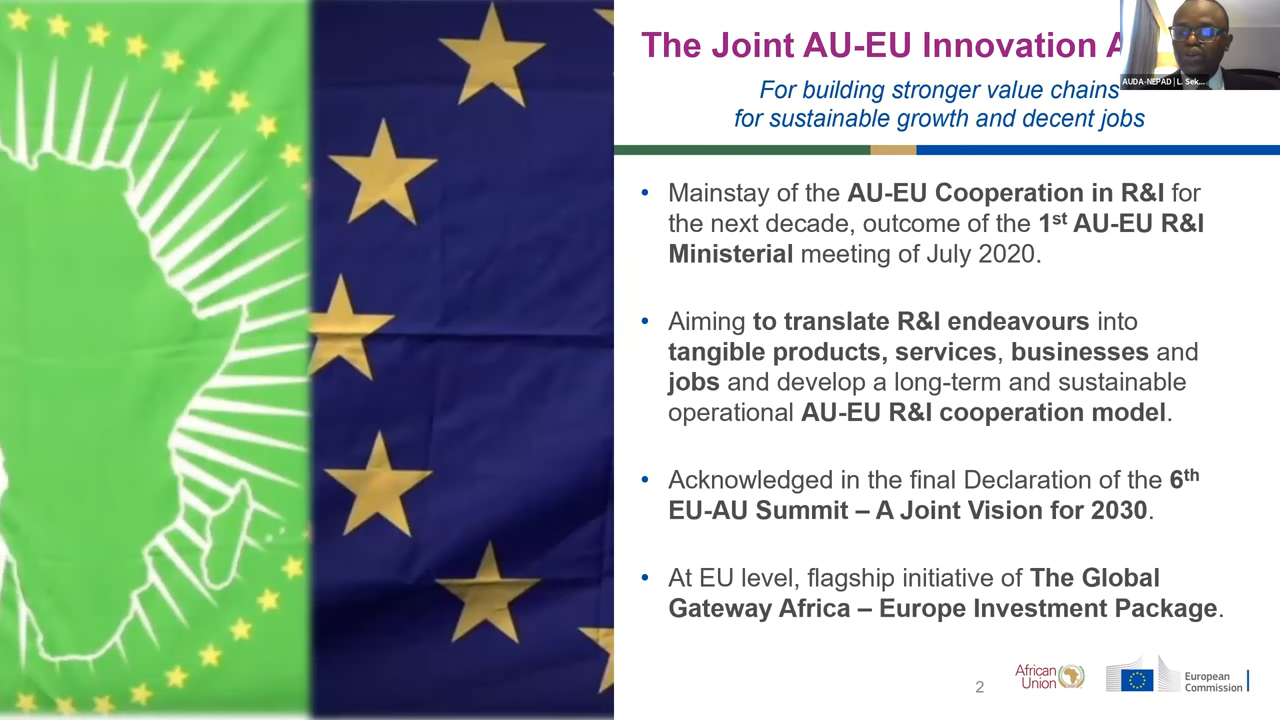 The Joint AU-EU Innovation A
AUDA-NEPAD | L. Sek...
For building stronger value chains
for sustainable growth and decent jobs
• Mainstay of the AU-EU Cooperation in R&I for
the next decade, outcome of the 1st AU-EU R&I
Ministerial meeting of July 2020.
• Aiming to translate R&I endeavours into
tangible products, services, businesses and
jobs and develop a long-term and sustainable
operational AU-EU R&I cooperation model.
• Acknowledged in the final Declaration of the 6th
EU-AU Summit – A Joint Vision for 2030.
• At EU level, flagship initiative of The Global
Gateway Africa – Europe Investment Package.
2
African
Union
European
Commission